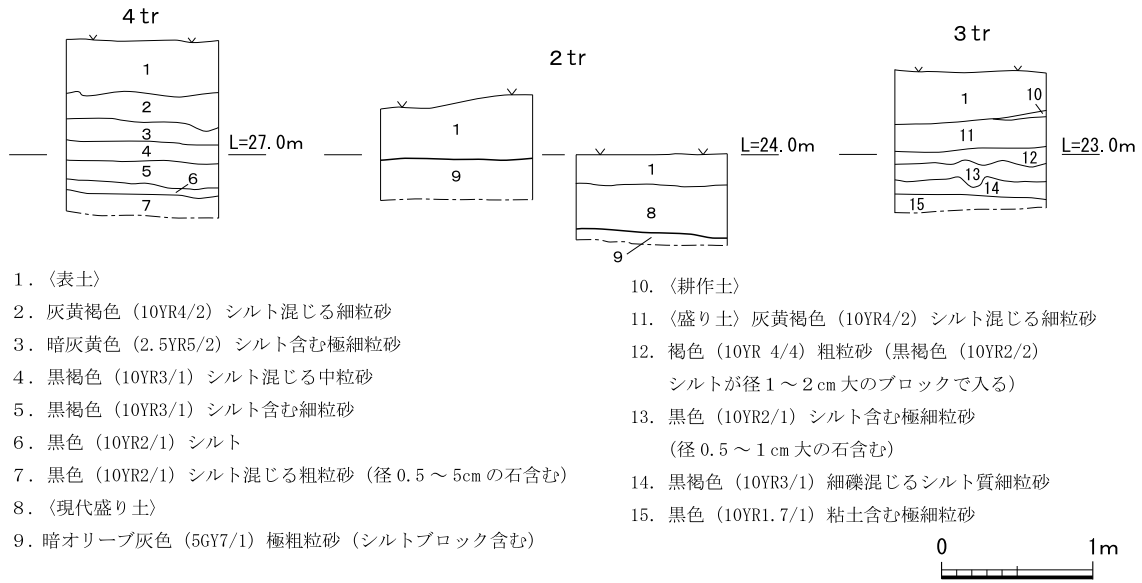 4 tr
1
2
3
4
5
6
7
L=27.0m
2 tr
1
9
1
8
9
L=24.0m
3 tr
1
10
11
12
13
14
15
L=23.0m
1．〈表土〉
2．灰黄褐色（10YR4/2）シルト混じる細粒砂
3．暗灰黄色（2.5YR5/2）シルト含む極細粒砂
4．黒褐色（10YR3/1）シルト混じる中粒砂
5．黒褐色（10YR3/1）シルト含む細粒砂
6．黒色（10YR2/1）シルト
7．黒色（10YR2/1）シルト混じる粗粒砂（径 0.5 ～ 5cm の石含む）
8．〈現代盛り土〉
9．暗オリーブ灰色（5GY7/1）極粗粒砂（シルトブロック含む）
10．〈耕作土〉
11．〈盛り土〉灰黄褐色（10YR4/2）シルト混じる細粒砂
12．褐色（10YR 4/4）粗粒砂（黒褐色（10YR2/2）
シルトが径１～２cm 大のブロックで入る）
13．黒色（10YR2/1）シルト含む極細粒砂
（径 0.5 ～１cm 大の石含む）
14．黒褐色（10YR3/1）細礫混じるシルト質細粒砂
15．黒色（10YR1.7/1）粘土含む極細粒砂
0 1m